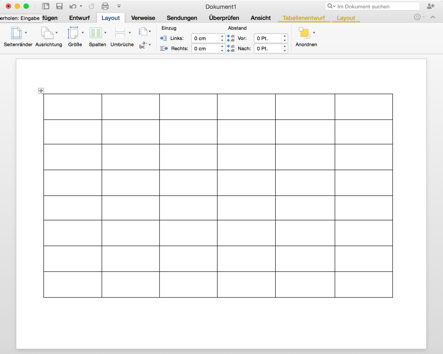 Dokument1
Im Dokument suchen
erholen: Eingabe
fügen Entwurf Layout Verweise Sendungen Überprüfen Ansicht Tabellenentwurf Layout
Einzug Abstand
Links: 0 cm Vor: 0 Pt.
Rechts: 0 cm Nach: 0 Pt.
Seitenränder Ausrichtung Größe Spalten Umbrüche Anordnen